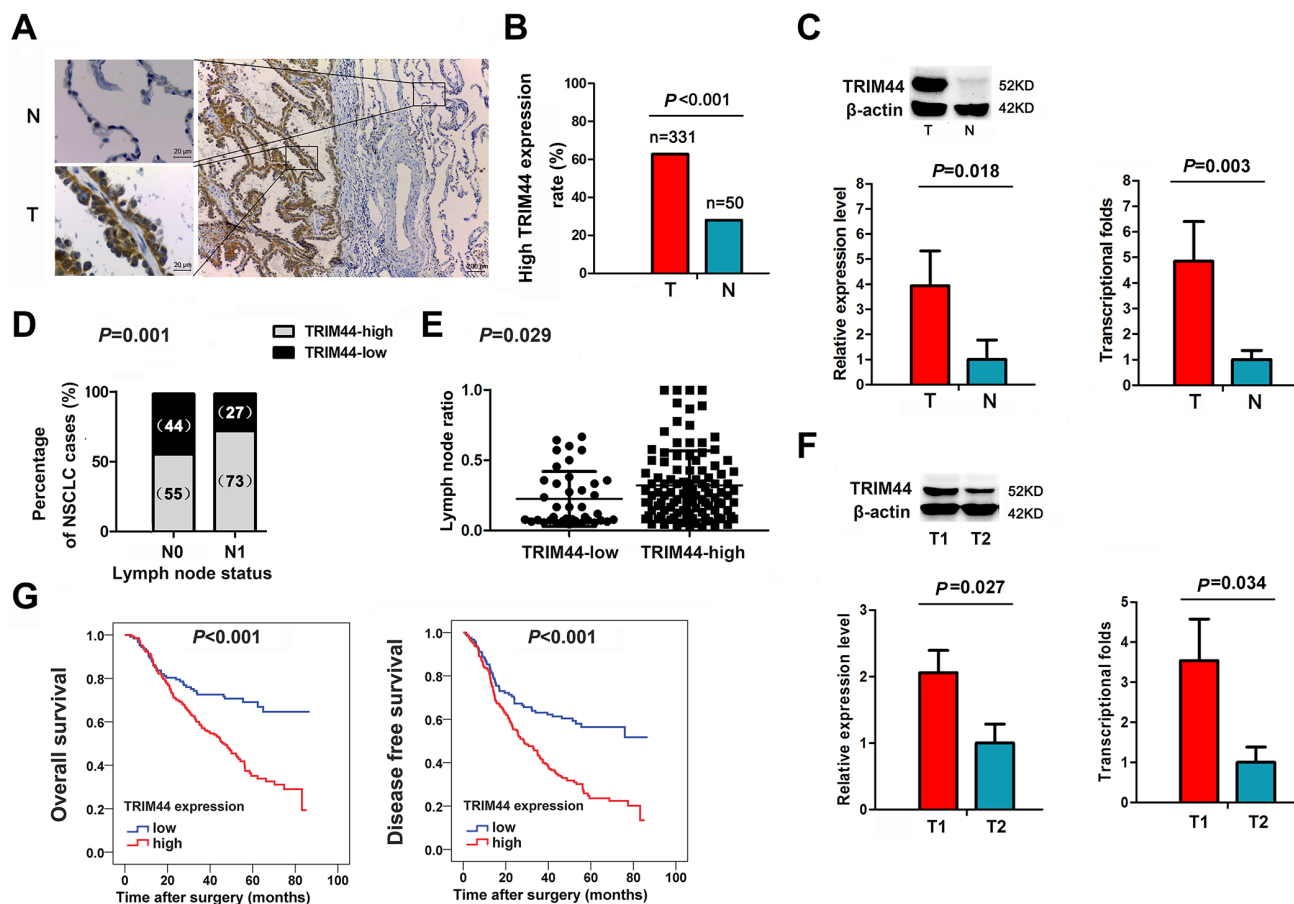 A
N
20 µm
T
20 µm
200 µm
B
High TRIM44 expression
rate (%)
100
80
60
40
20
0
P<0.001
n=331
n=50
T
N
C
TRIM44
52KD
β-actin
42KD
T
N
P=0.018
Relative expression level
8
7
6
5
4
3
2
1
0
T
N
P=0.003
Transcriptional folds
8
7
6
5
4
3
2
1
0
T
N
D
P=0.001
TRIM44-high
TRIM44-low
Percentage
of NSCLC cases (%)
100
50
0
(44)
(55)
(27)
(73)
N0
N1
Lymph node status
E
P=0.029
Lymph node ratio
1.0
0.5
0.0
TRIM44-low
TRIM44-high
F
TRIM44
52KD
β-actin
42KD
T1
T2
P=0.027
Relative expression level
3
2
1
0
T1
T2
P=0.034
Transcriptional folds
5
4
3
2
1
0
T1
T2
G
P<0.001
Overall survival
1.0
0.8
0.6
0.4
0.2
0.0
TRIM44 expression
low
high
0
20
40
60
80
100
Time after surgery (months)
P<0.001
Disease free survival
1.0
0.8
0.6
0.4
0.2
0.0
TRIM44 expression
low
high
0
20
40
60
80
100
Time after surgery (months)